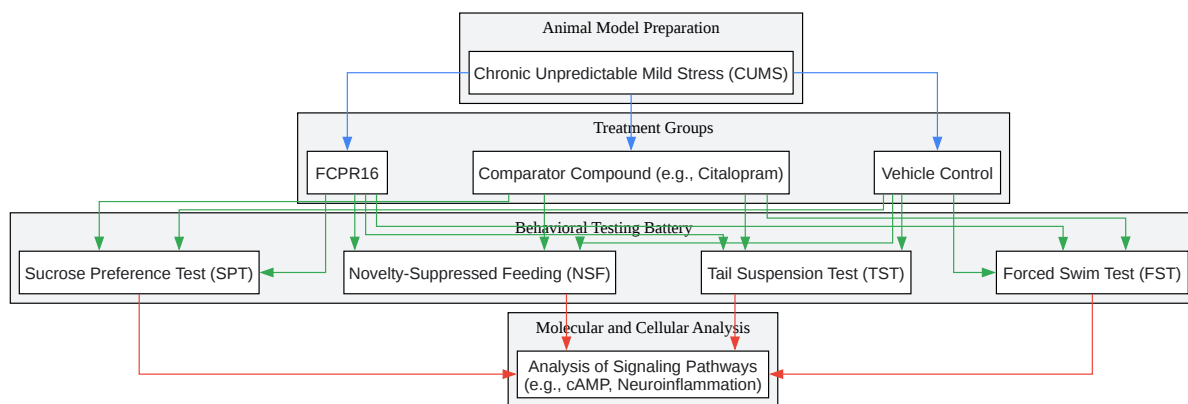 Animal Model Preparation
Chronic Unpredictable Mild Stress (CUMS)
Treatment Groups
FCPR16
Comparator Compound (e.g., Citalopram)
Vehicle Control
Behavioral Testing Battery
Sucrose Preference Test (SPT)
Novelty-Suppressed Feeding (NSF)
Tail Suspension Test (TST)
Forced Swim Test (FST)
Molecular and Cellular Analysis
Analysis of Signaling Pathways
(e.g., cAMP, Neuroinflammation)